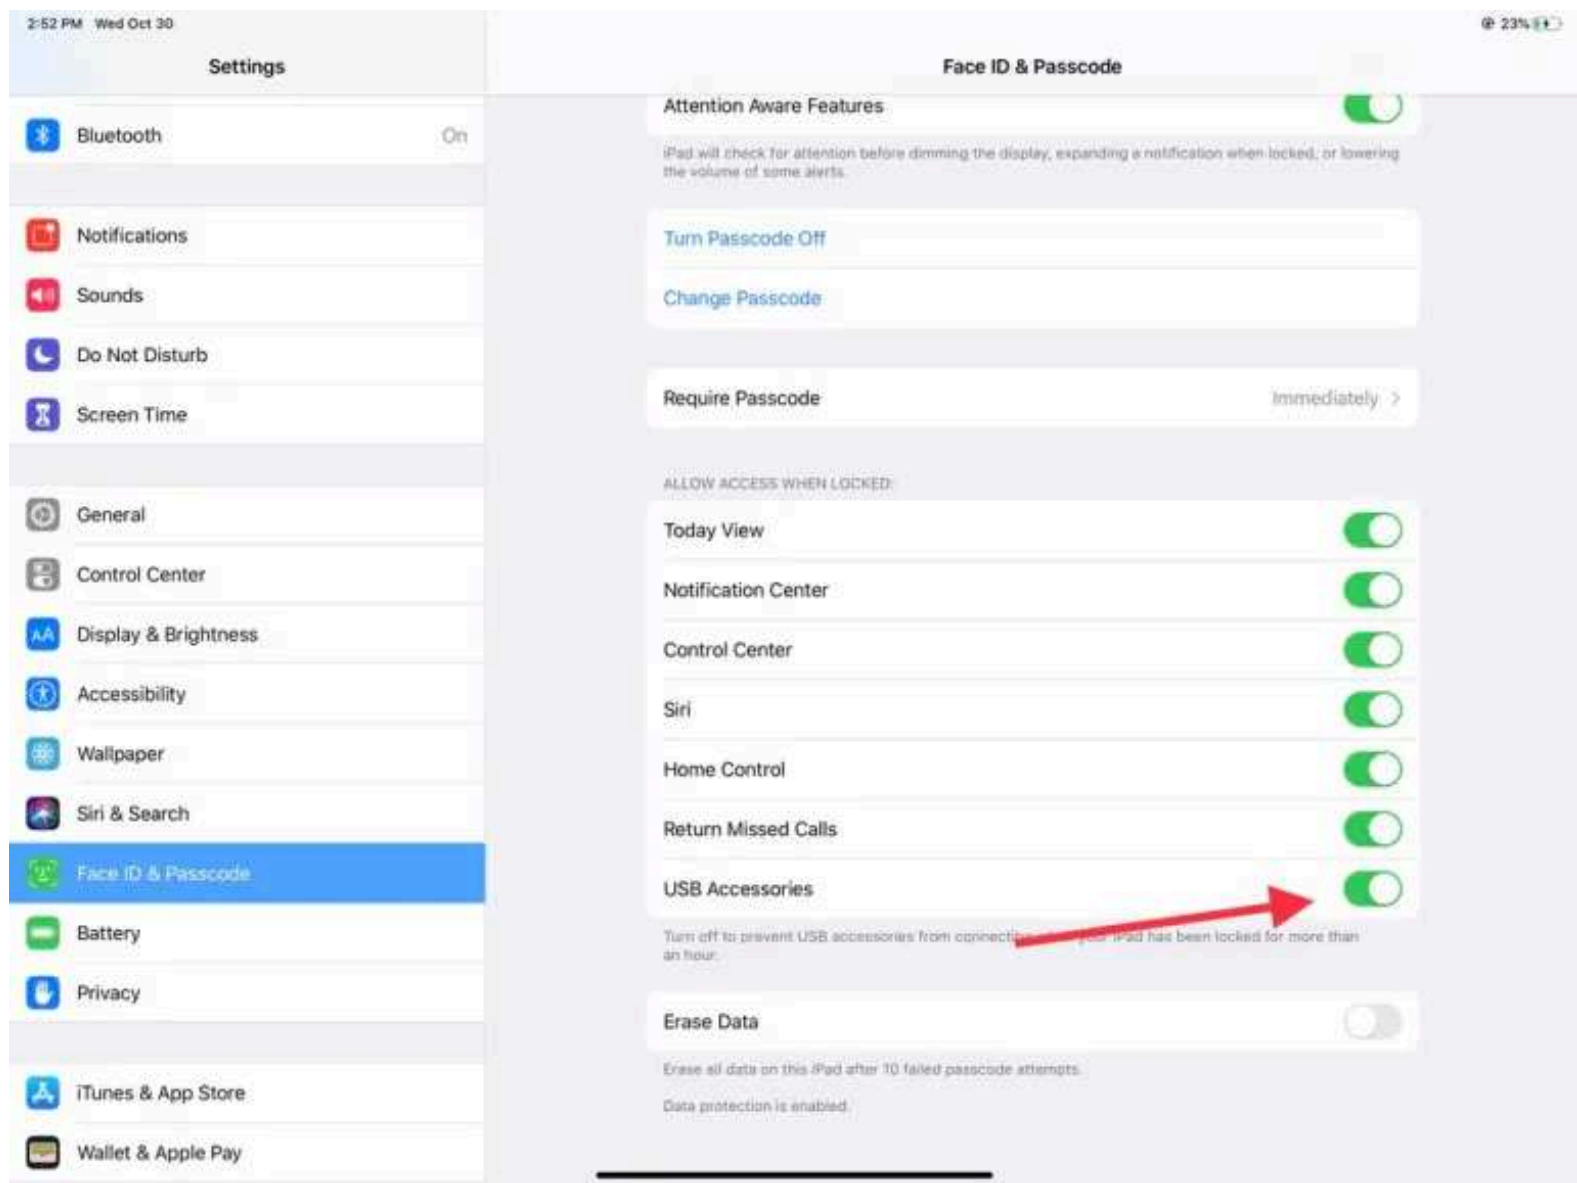 2:52 PM Wed Oct 30
23%
Settings
Bluetooth
On
Notifications
Sounds
Do Not Disturb
Screen Time
General
Control Center
Display & Brightness
AA
Accessibility
Wallpaper
Siri & Search
Face ID & Passcode
Battery
Privacy
iTunes & App Store
Wallet & Apple Pay
Face ID & Passcode
Attention Aware Features
iPad will check for attention before dimming the display, expanding a notification when locked, or lowering
the volume of some alerts.
Turn Passcode Off
Change Passcode
Require Passcode
Immediately
ALLOW ACCESS WHEN LOCKED:
Today View
Notification Center
Control Center
Siri
Home Control
Return Missed Calls
USB Accessories
Turn off to prevent USB accessories from connecting your iPad has been locked for more than
an hour.
Erase Data
Erase all data on this iPad after 10 failed passcode attempts.
Data protection is enabled.